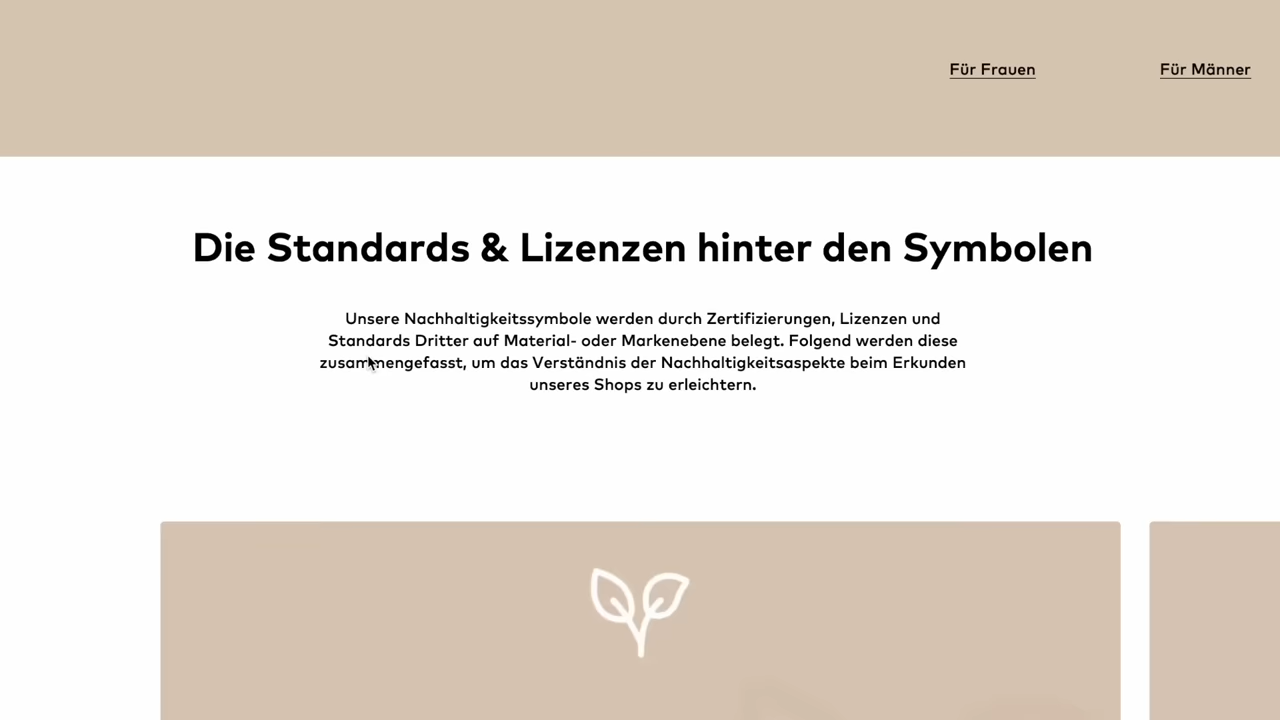 Für Frauen
Für Männer
Die Standards & Lizenzen hinter den Symbolen
Unsere Nachhaltigkeitssymbole werden durch Zertifizierungen, Lizenzen und
Standards Dritter auf Material- oder Markenebene belegt. Folgend werden diese
zusammengefasst, um das Verständnis der Nachhaltigkeitsaspekte beim Erkunden
unseres Shops zu erleichtern.